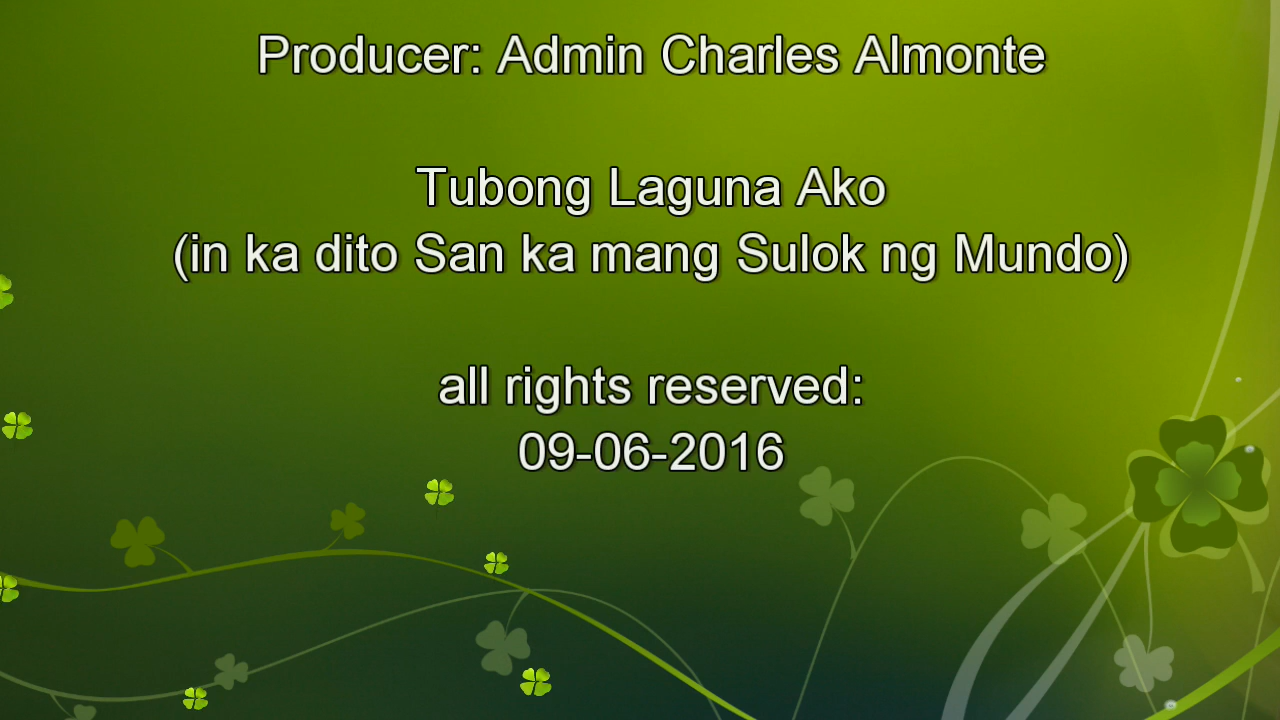 Producer: Admin Charles Almonte
Tubong Laguna Ako
(in ka dito San ka mang Sulok ng Mundo)
all rights reserved:
09-06-2016